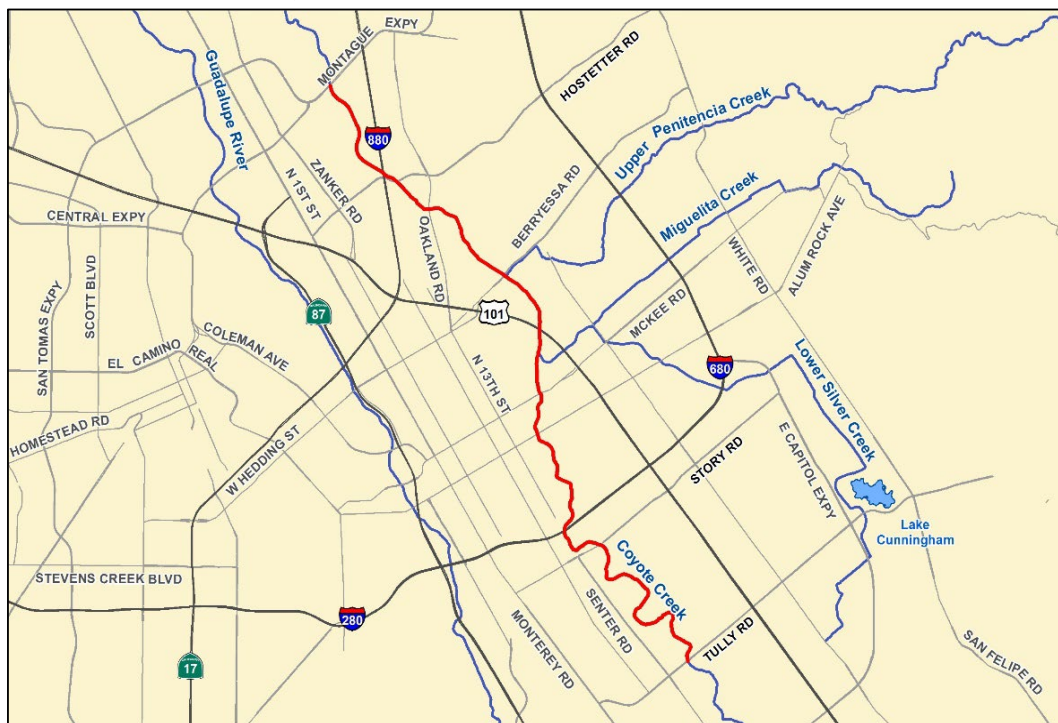 EXPY
MONTAGUE
HOSTETTER RD
Guadalupe River
880
Upper Penitencia Creek
ZANKER RD
N 1ST ST
BERRYESSA RD
Miguelita Creek
OAKLAND RD
CENTRAL EXPY
WHITE RD
ALUM ROCK AVE
SCOTT BLVD
SAN TOMAS EXPY
87
101
MCKEE RD
COLEMAN AVE
EL CAMINO REAL
N 13TH ST
680
Lower Silver Creek
HOMESTEAD RD
W HEDDING ST
STORY RD
E CAPITOL EXPY
Lake
Cunningham
Coyote Creek
STEVENS CREEK BLVD
280
MONTEREY RD
SENTER RD
TULLY RD
SAN FELIPE RD
17